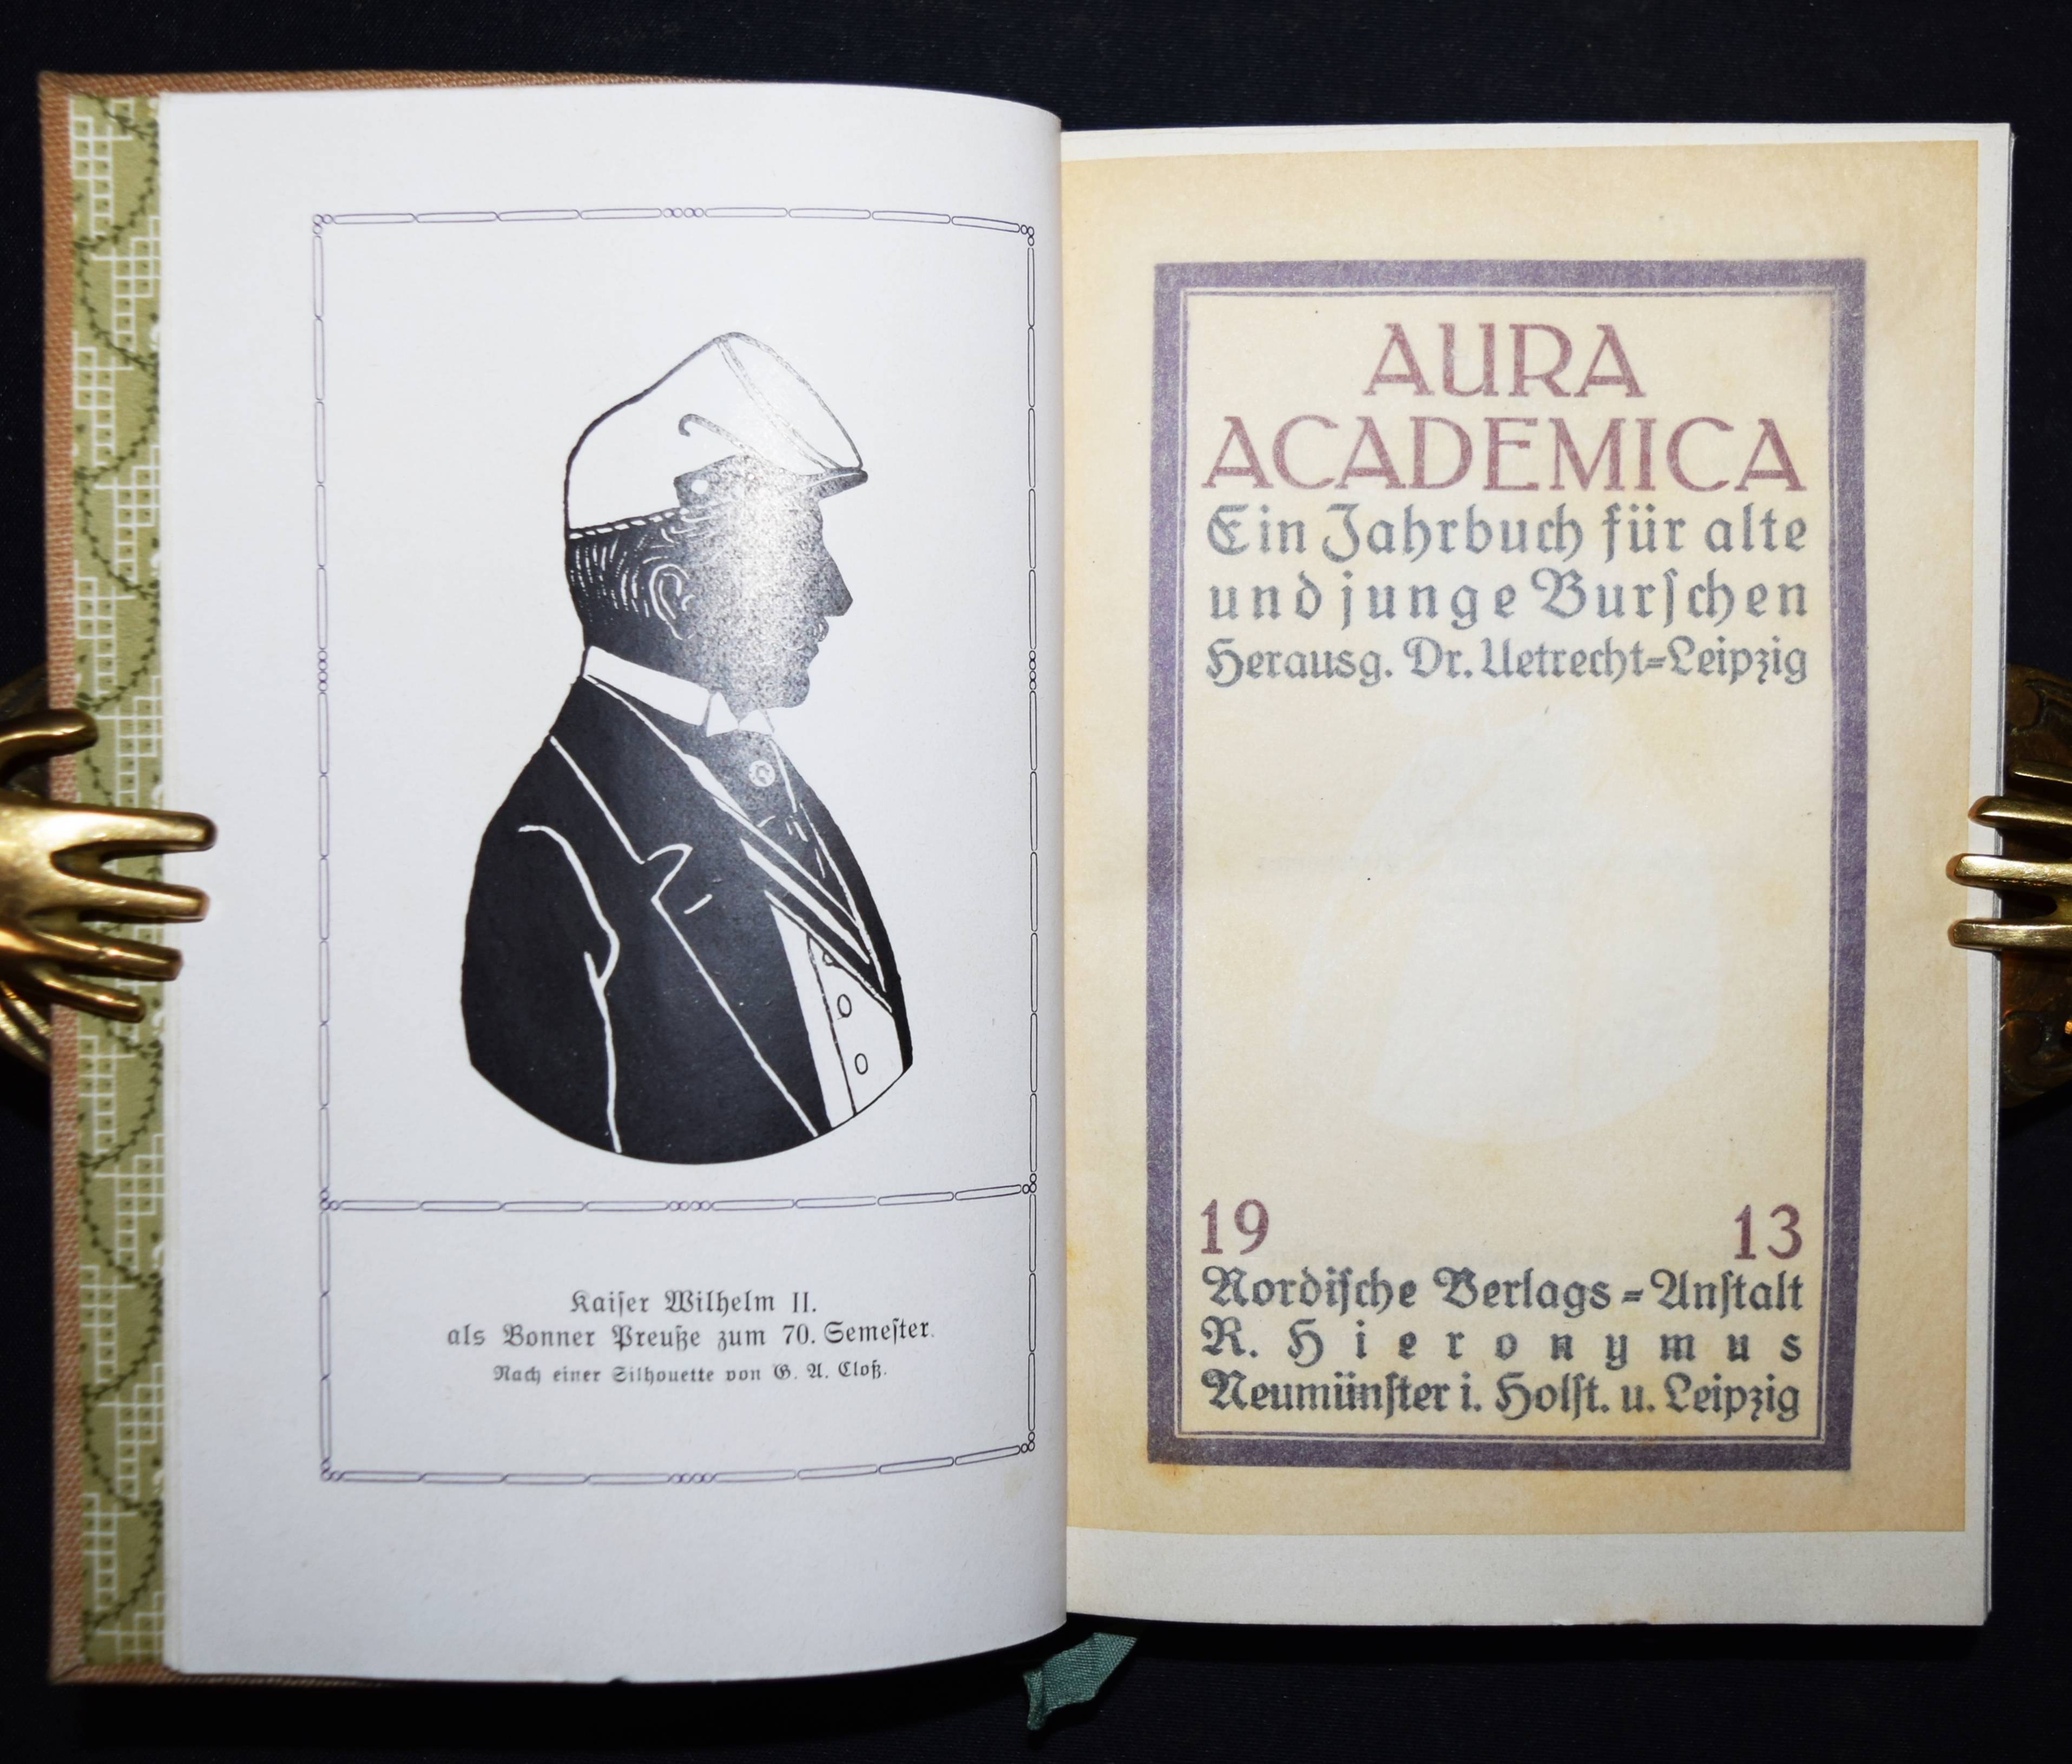 Kaiſer Wilhelm II.
als Bonner Preuße zum 70. Semeſter.
Nach einer Silhouette von G. A. Cloß.
AURA
ACADEMICA
Ein Jahrbuch für alte
und junge Burſchen
Herausg. Dr. Uetrecht=Leipzig
19 13
Nordiſche Verlags=Anſtalt
R. Hieronymus
Neumünſter i. Holſt. u. Leipzig